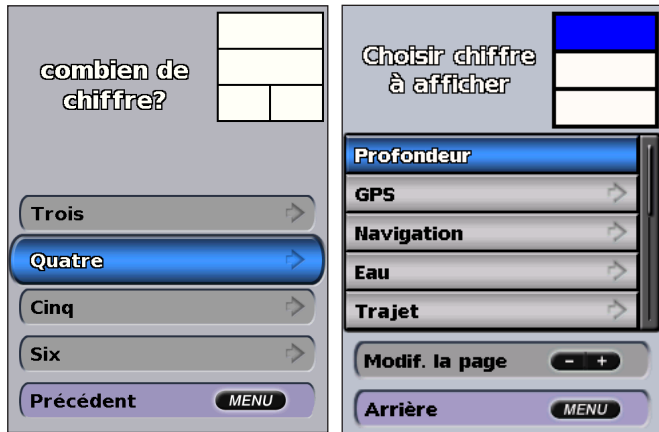 combien de
chiffre?
Trois
Quatre
Cinq
Six
Précédent MENU
Choisir chiffre
à afficher
Profondeur
GPS
Navigation
Eau
Trajet
Modif. la page - +
Arrière MENU